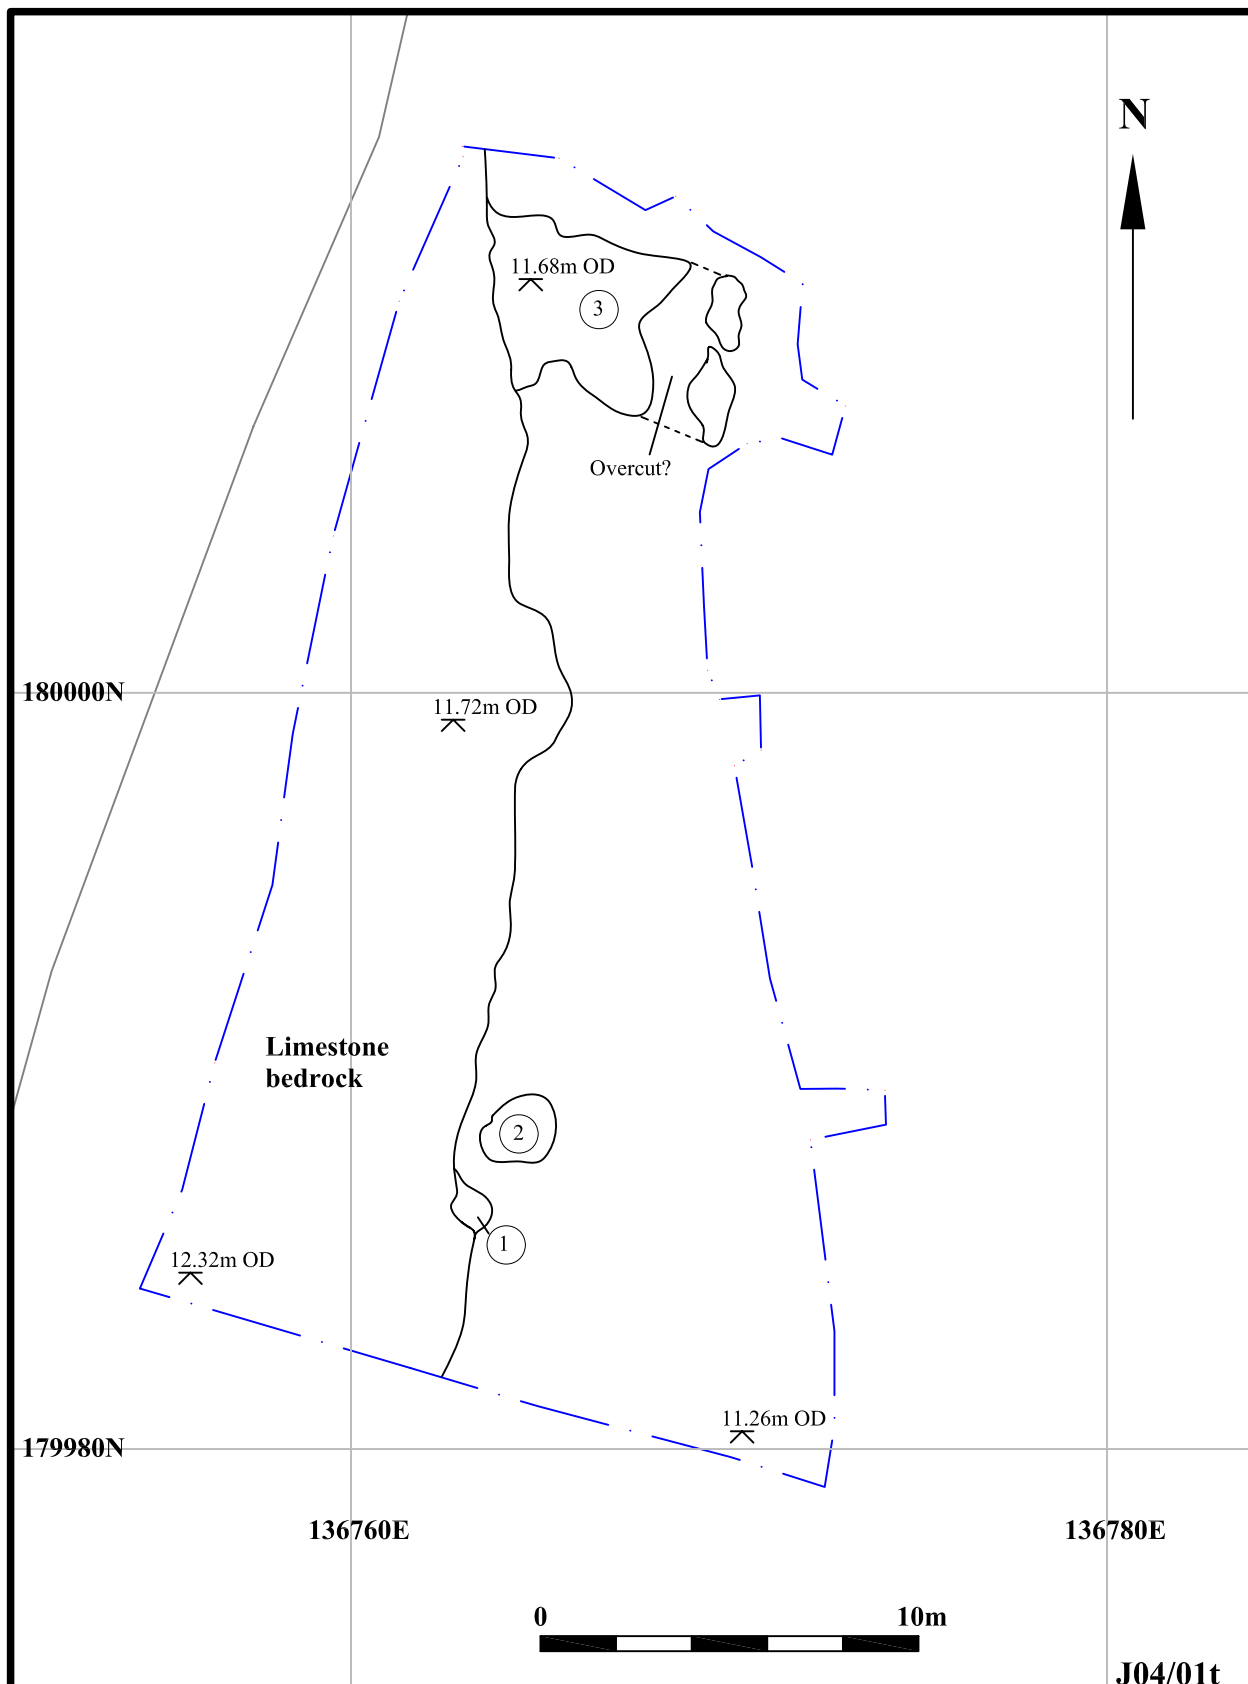 N
11.68m OD
3
Overcut?
180000N
11.72m OD
Limestone
bedrock
2
1
12.32m OD
11.26m OD
179980N
136760E
136780E
0
10m
J04/01t